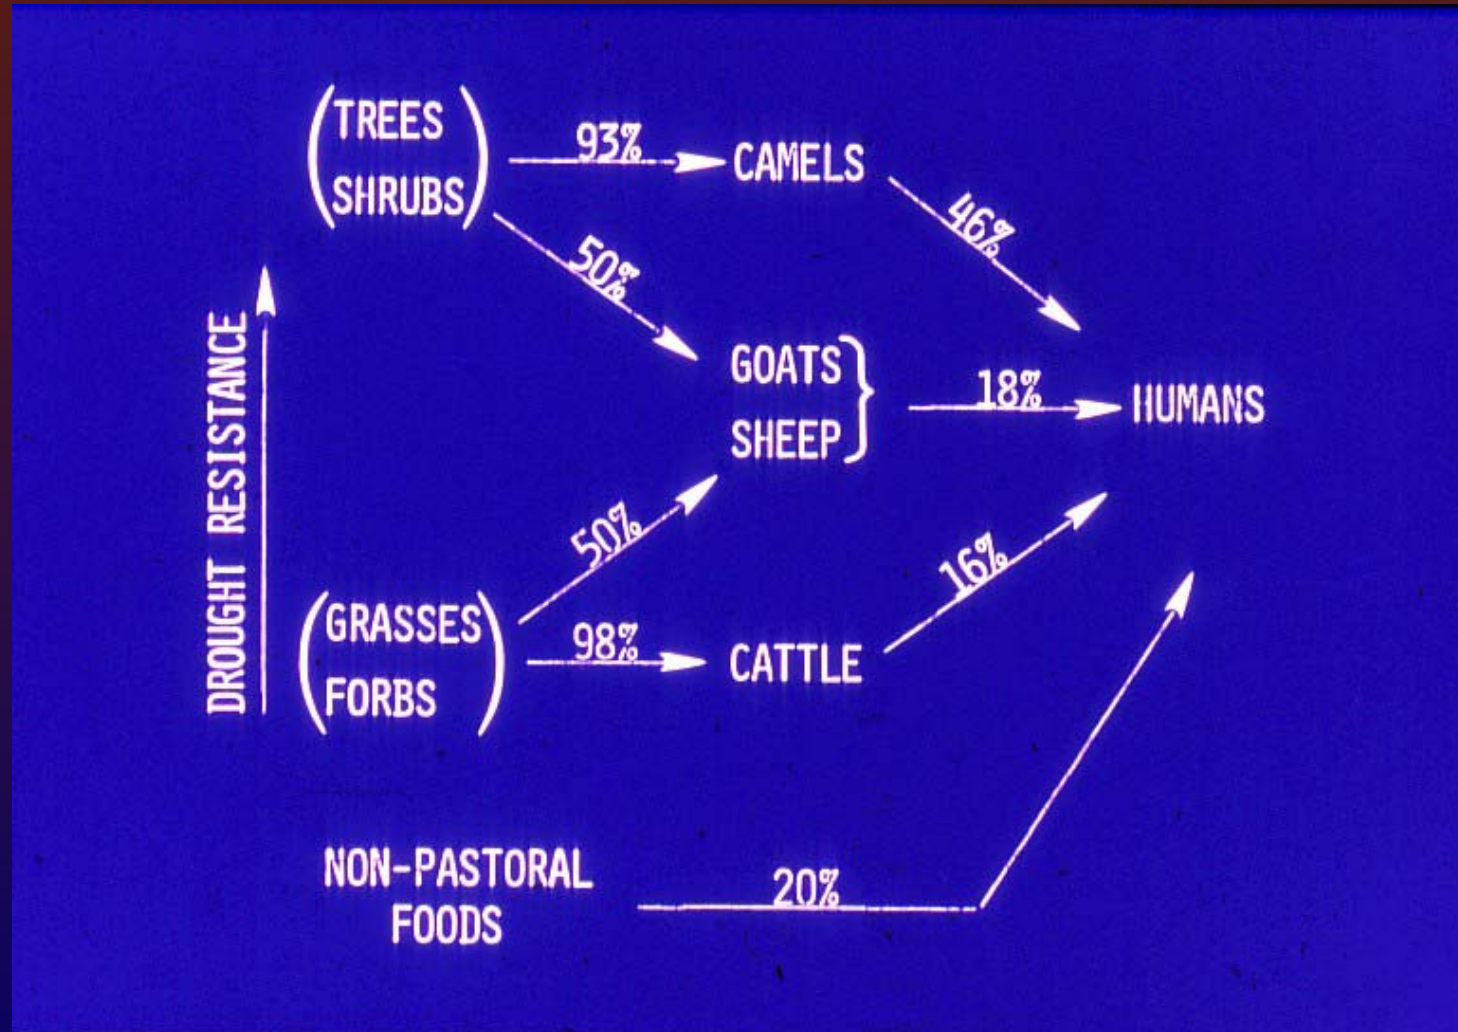 TREES
SHRUBS
93%
CAMELS
46%
50%
GOATS
SHEEP
18%
HUMANS
DROUGHT RESISTANCE
50%
16%
GRASSES
FORBS
98%
CATTLE
NON-PASTORAL
FOODS
20%